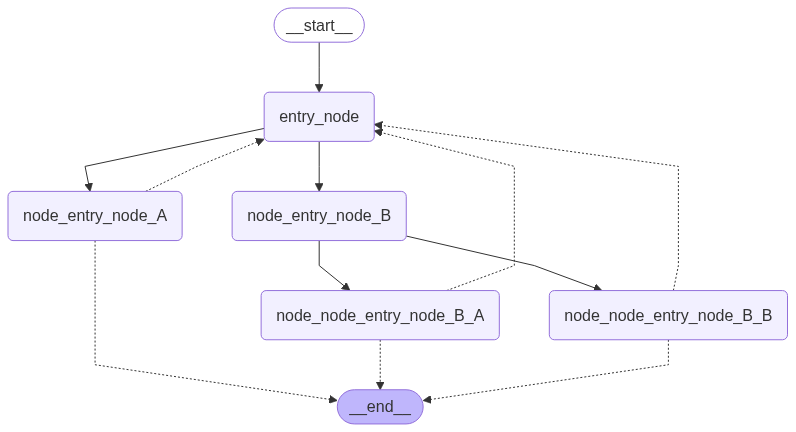 __start__
entry_node
node_entry_node_A
node_entry_node_B
node_node_entry_node_B_A
node_node_entry_node_B_B
__end__